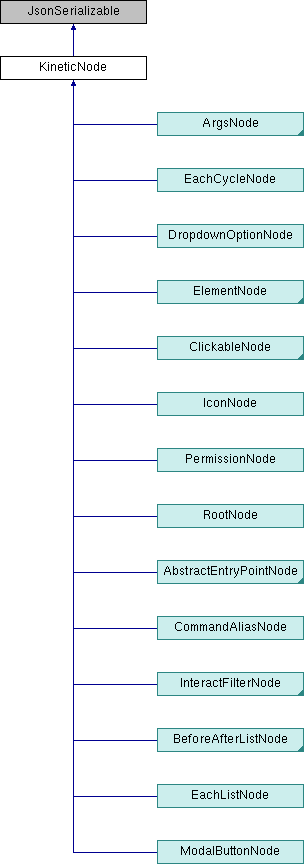 JsonSerializable
KineticNode
ArgsNode
EachCycleNode
DropdownOptionNode
ElementNode
ClickableNode
IconNode
PermissionNode
RootNode
AbstractEntryPointNode
CommandAliasNode
InteractFilterNode
BeforeAfterListNode
EachListNode
ModalButtonNode